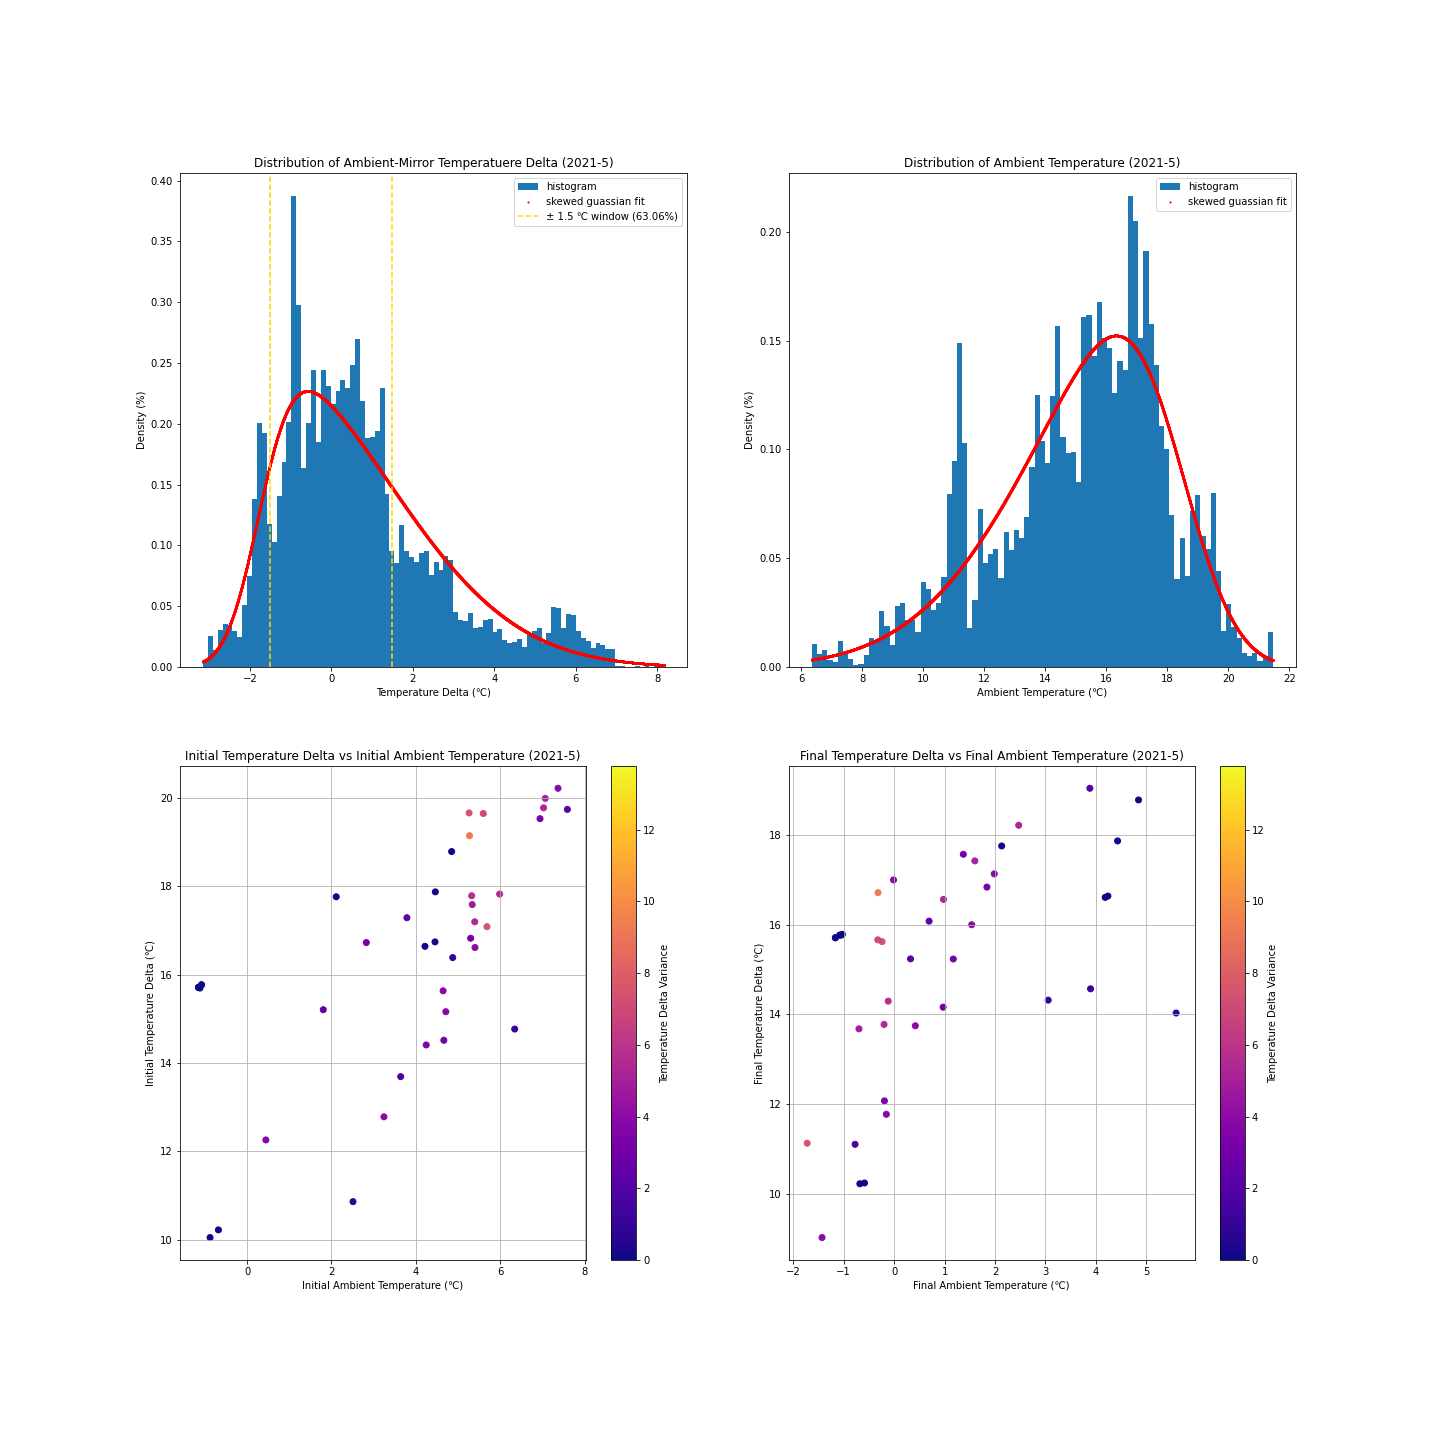 Distribution of Ambient-Mirror Temperatuere Delta (2021-5)
histogram
skewed guassian fit
± 1.5 ℃ window (63.06%)
0.40
0.35
0.30
0.25
0.20
0.15
0.10
0.05
0.00
Density (%)
−2 0 2 4 6 8
Temperature Delta (℃)
Distribution of Ambient Temperature (2021-5)
histogram
skewed guassian fit
0.20
0.15
0.10
0.05
0.00
Density (%)
6 8 10 12 14 16 18 20 22
Ambient Temperature (℃)
Initial Temperature Delta vs Initial Ambient Temperature (2021-5)
20
18
16
14
12
10
Initial Temperature Delta (℃)
0 2 4 6 8
Initial Ambient Temperature (℃)
12
10
8
6
4
2
0
Temperature Delta Variance
Final Temperature Delta vs Final Ambient Temperature (2021-5)
18
16
14
12
10
Final Temperature Delta (℃)
−2 −1 0 1 2 3 4 5
Final Ambient Temperature (℃)
12
10
8
6
4
2
0
Temperature Delta Variance